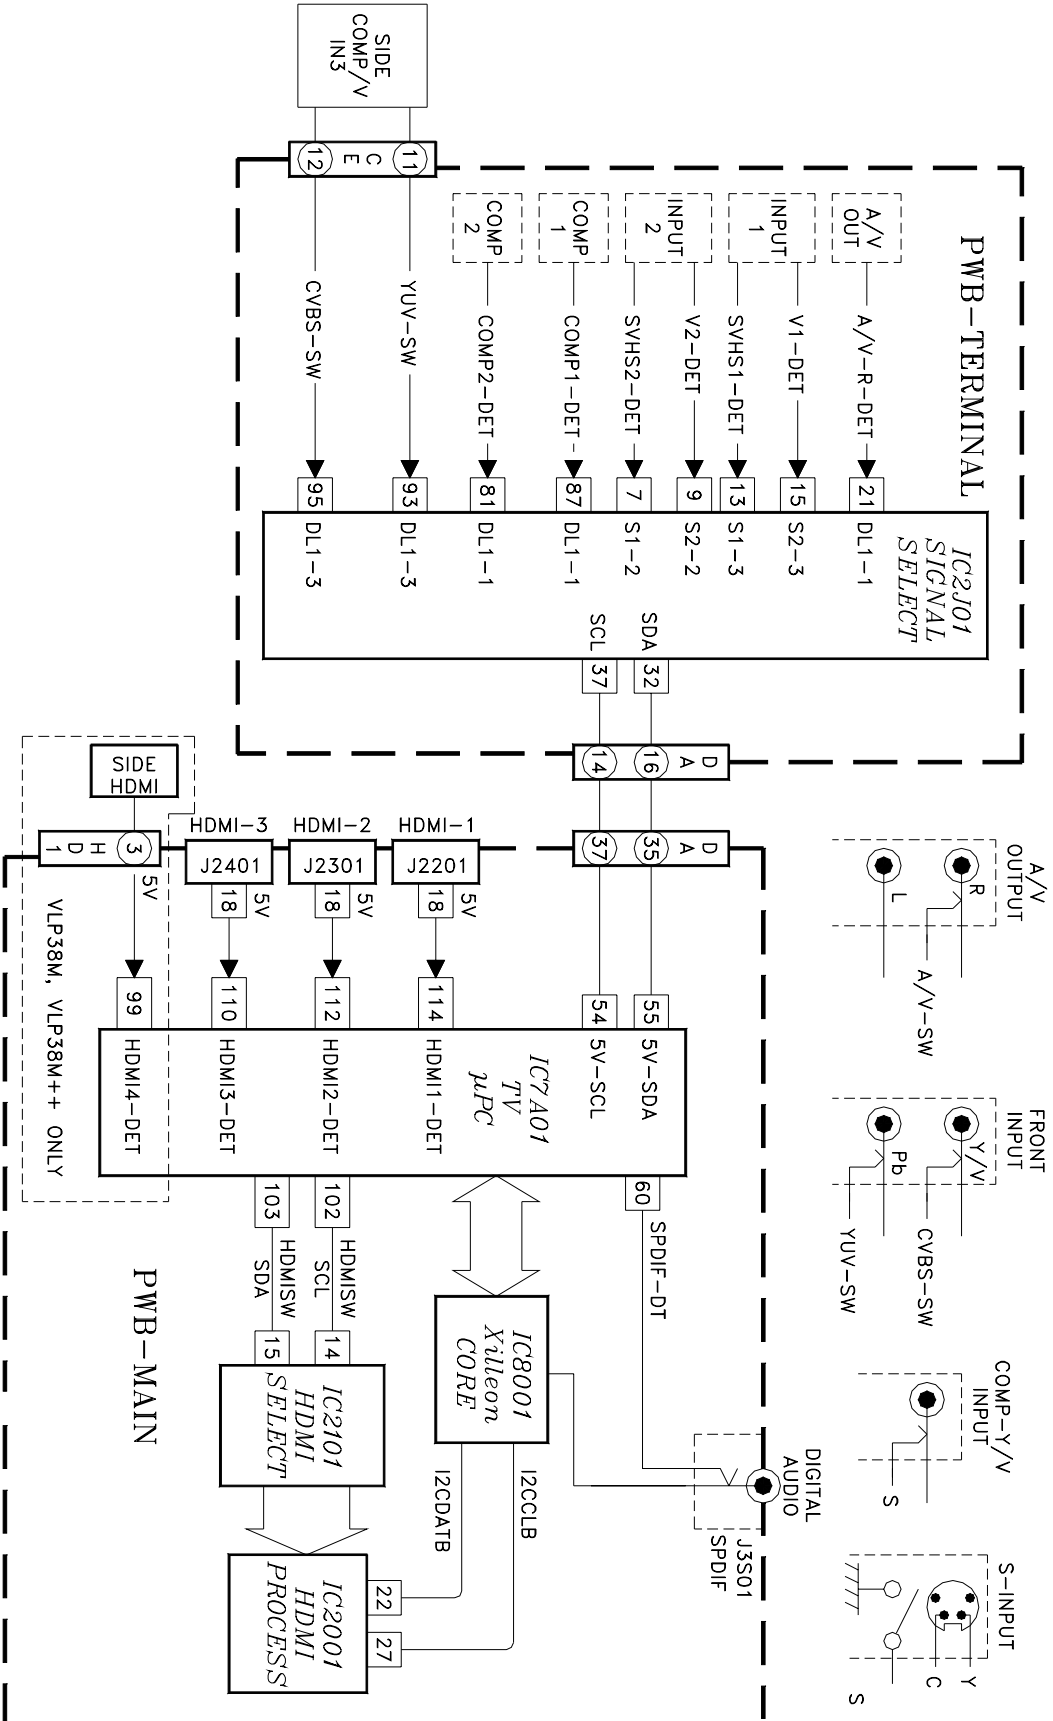 SIDE
COMP/V
IN3
11
C
E
12
PWB-TERMINAL
A/V
OUT
INPUT
1
INPUT
2
COMP
1
COMP
2
A/V-R-DET
V1-DET
SVHS1-DET
V2-DET
SVHS2-DET
COMP1-DET
COMP2-DET
YUV-SW
CVBS-SW
21
15
13
9
7
87
81
93
95
IC2J01
SIGNAL
SELECT
DL1-1
S2-3
S1-3
S2-2
S1-2
DL1-1
DL1-1
DL1-3
DL1-3
SDA
SCL
32
37
D
A
16
14
D
A
35
37
SIDE
HDMI
3
H
D
1
5V
HDMI-3
J2401
18
5V
HDMI-2
J2301
18
5V
HDMI-1
J2201
18
5V
VLP38M, VLP38M++ ONLY
55
54
114
112
110
99
5V-SDA
5V-SCL
IC7A01
TV
µPC
HDMI1-DET
HDMI2-DET
HDMI3-DET
HDMI4-DET
60
SPDIF-DT
102
103
HDMISW
SCL
HDMISW
SDA
14
15
PWB-MAIN
IC8001
Xilleon
CORE
IC2101
HDMI
SELECT
I2CCLB
I2CDATB
22
27
IC2001
HDMI
PROCESS
DIGITAL
AUDIO
J3S01
SPDIF
A/V
OUTPUT
R
L
A/V-SW
FRONT
INPUT
Y/V
Pb
CVBS-SW
YUV-SW
COMP-Y/V
INPUT
S
S-INPUT
Y
C
S